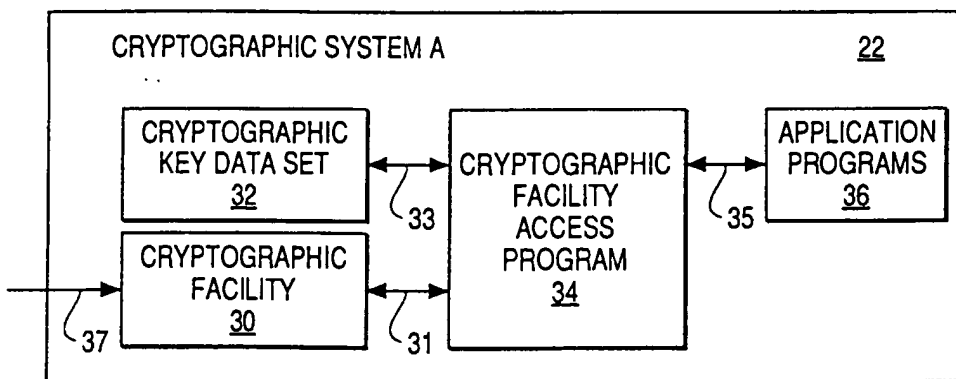 CRYPTOGRAPHIC SYSTEM A
22
CRYPTOGRAPHIC
KEY DATA SET
32
33
CRYPTOGRAPHIC
FACILITY
ACCESS
PROGRAM
34
35
APPLICATION
PROGRAMS
36
CRYPTOGRAPHIC
FACILITY
30
31
37